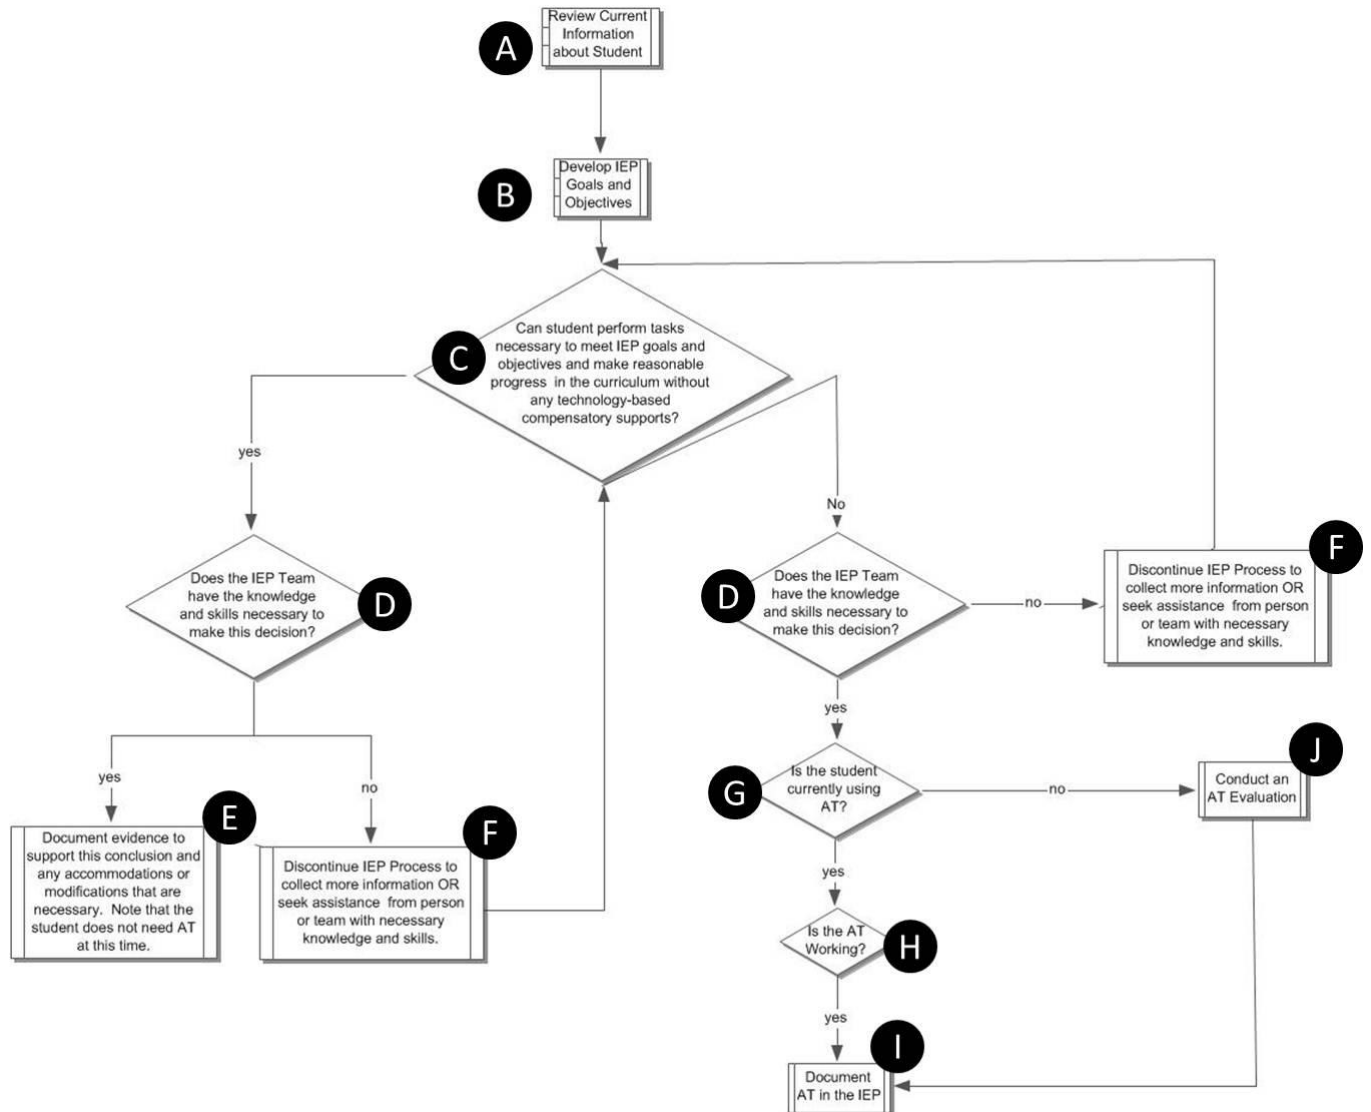 A
Review Current
Information
about Student
B
Develop IEP
Goals and
Objectives
C
Can student perform tasks
necessary to meet IEP goals and
objectives and make reasonable
progress in the curriculum without
any technology-based
compensatory supports?
yes
No
Does the IEP Team
have the knowledge
and skills necessary to
make this decision?
D
D
Does the IEP Team
have the knowledge
and skills necessary to
make this decision?
no
F
Discontinue IEP Process to
collect more information OR
seek assistance from person
or team with necessary
knowledge and skills.
yes
no
yes
E
Document evidence to
support this conclusion and
any accommodations or
modifications that are
necessary. Note that the
student does not need AT
at this time.
F
Discontinue IEP Process to
collect more information OR
seek assistance from person
or team with necessary
knowledge and skills.
G
Is the student
currently using
AT?
no
J
Conduct an
AT Evaluation
yes
Is the AT
Working?
H
yes
I
Document
AT in the IEP